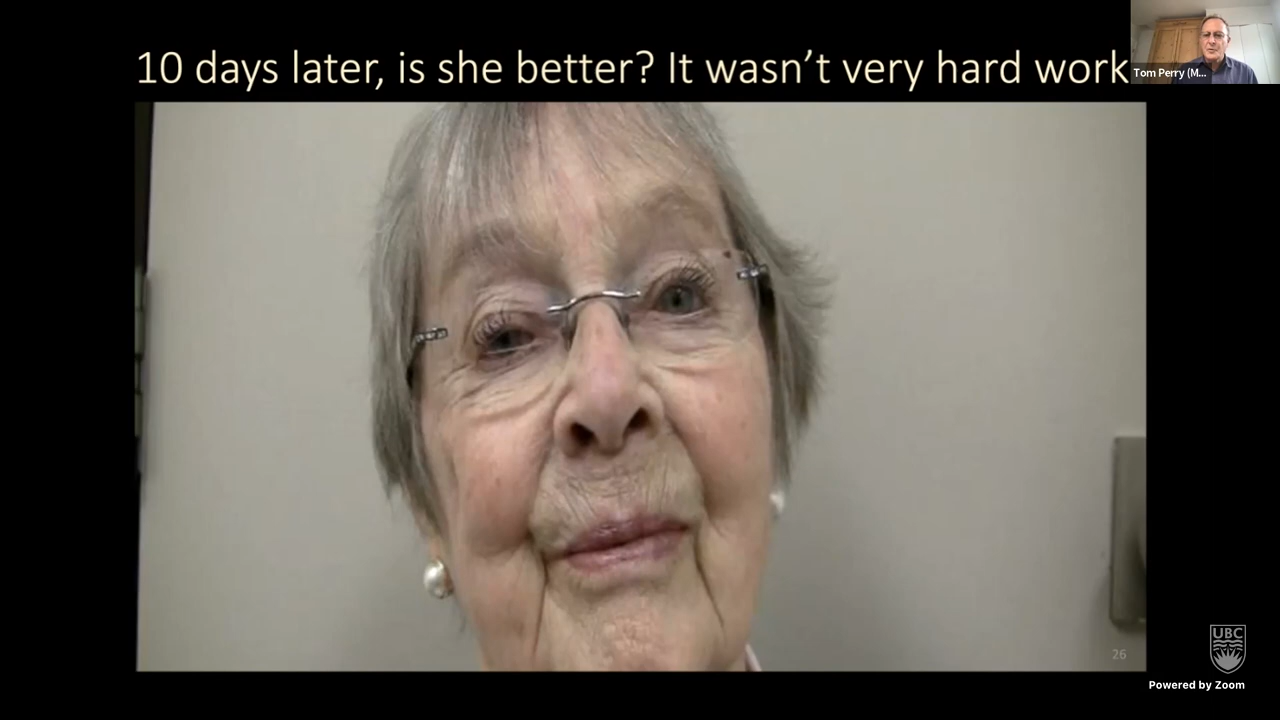 10 days later, is she better? It wasn’t very hard work
Tom Perry (M...
26
UBC
Powered by Zoom